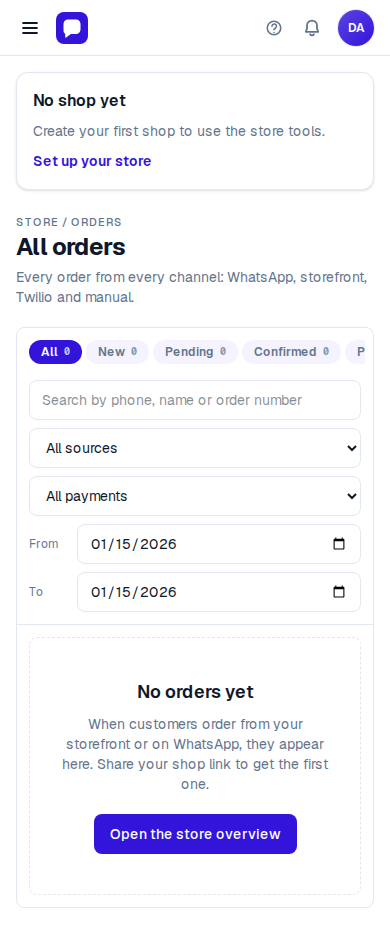 DA
No shop yet
Create your first shop to use the store tools.
Set up your store
STORE / ORDERS
All orders
Every order from every channel: WhatsApp, storefront,
Twilio and manual.
All 0 New 0 Pending 0 Confirmed 0 P
Search by phone, name or order number
All sources
All payments
From 01/15/2026
To 01/15/2026
No orders yet
When customers order from your
storefront or on WhatsApp, they appear
here. Share your shop link to get the first
one.
Open the store overview